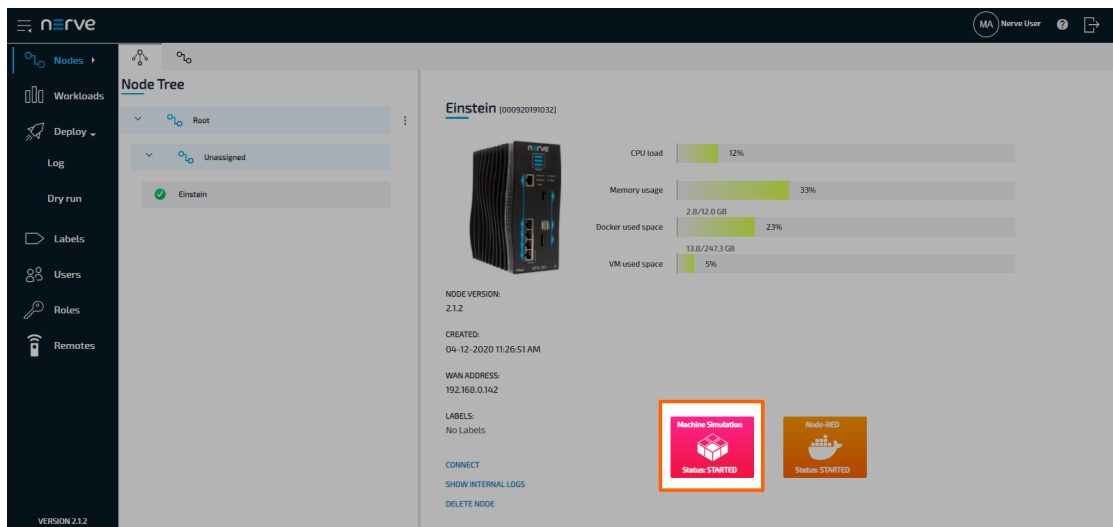 nerve
MA Nerve User ?
Nodes
Workloads
Deploy
Log
Dry run
Labels
Users
Roles
Remotes
VERSION 2.1.2
Node Tree
Root
Unassigned
Einstein
Einstein [000920191032]
nerve
CPU load 12%
Memory usage 33%
2.8/12.0 GB
Docker used space 23%
13.8/247.3 GB
VM used space 5%
NODE VERSION:
2.1.2
CREATED:
04-12-2020 11:26:51 AM
WAN ADDRESS:
192.168.0.142
LABELS:
No Labels
CONNECT
SHOW INTERNAL LOGS
DELETE NODE
Machine Simulation
Status: STARTED
Node-RED
Status: STARTED